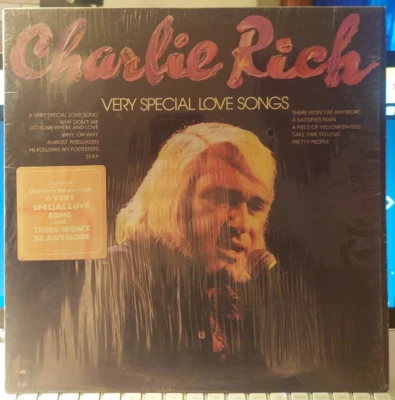 Charlie Rich
VERY SPECIAL LOVE SONGS
A VERY SPECIAL LOVE SONG
WHY DON'T WE
GO SOMEWHERE AND LOVE
WHY, OH WHY
ALMOST PERSUADED
HE FOLLOWS MY FOOTSTEPS
STAY
THERE WON'T BE ANYMORE
A SATISFIED MAN
A FIELD OF YELLOW DAISIES
TAKE TIME TO LOVE
PRETTY PEOPLE
A VERY
SPECIAL LOVE
SONG
THERE WON'T
BE ANYMORE